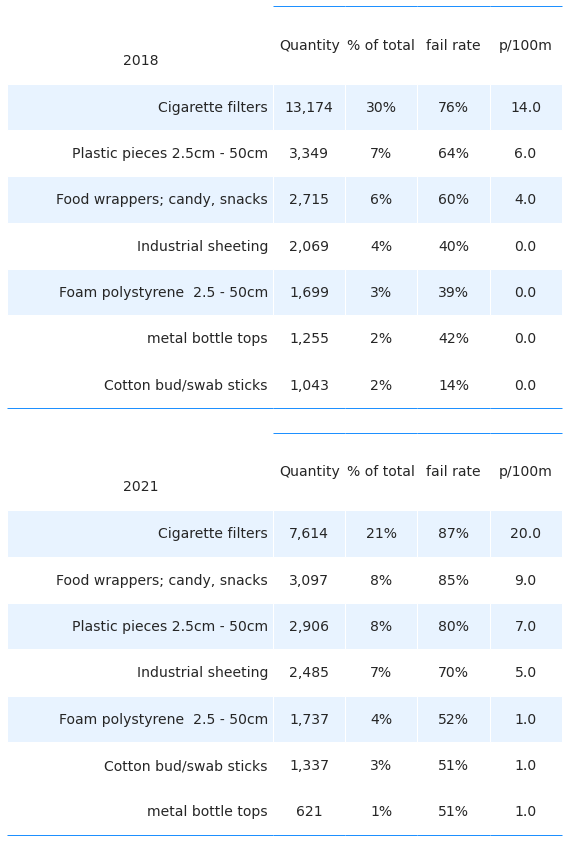 Quantity % of total fail rate p/100m
2018
Cigarette filters 13,174 30% 76% 14.0
Plastic pieces 2.5cm - 50cm 3,349 7% 64% 6.0
Food wrappers; candy, snacks 2,715 6% 60% 4.0
Industrial sheeting 2,069 4% 40% 0.0
Foam polystyrene  2.5 - 50cm 1,699 3% 39% 0.0
metal bottle tops 1,255 2% 42% 0.0
Cotton bud/swab sticks 1,043 2% 14% 0.0
Quantity % of total fail rate p/100m
2021
Cigarette filters 7,614 21% 87% 20.0
Food wrappers; candy, snacks 3,097 8% 85% 9.0
Plastic pieces 2.5cm - 50cm 2,906 8% 80% 7.0
Industrial sheeting 2,485 7% 70% 5.0
Foam polystyrene  2.5 - 50cm 1,737 4% 52% 1.0
Cotton bud/swab sticks 1,337 3% 51% 1.0
metal bottle tops 621 1% 51% 1.0